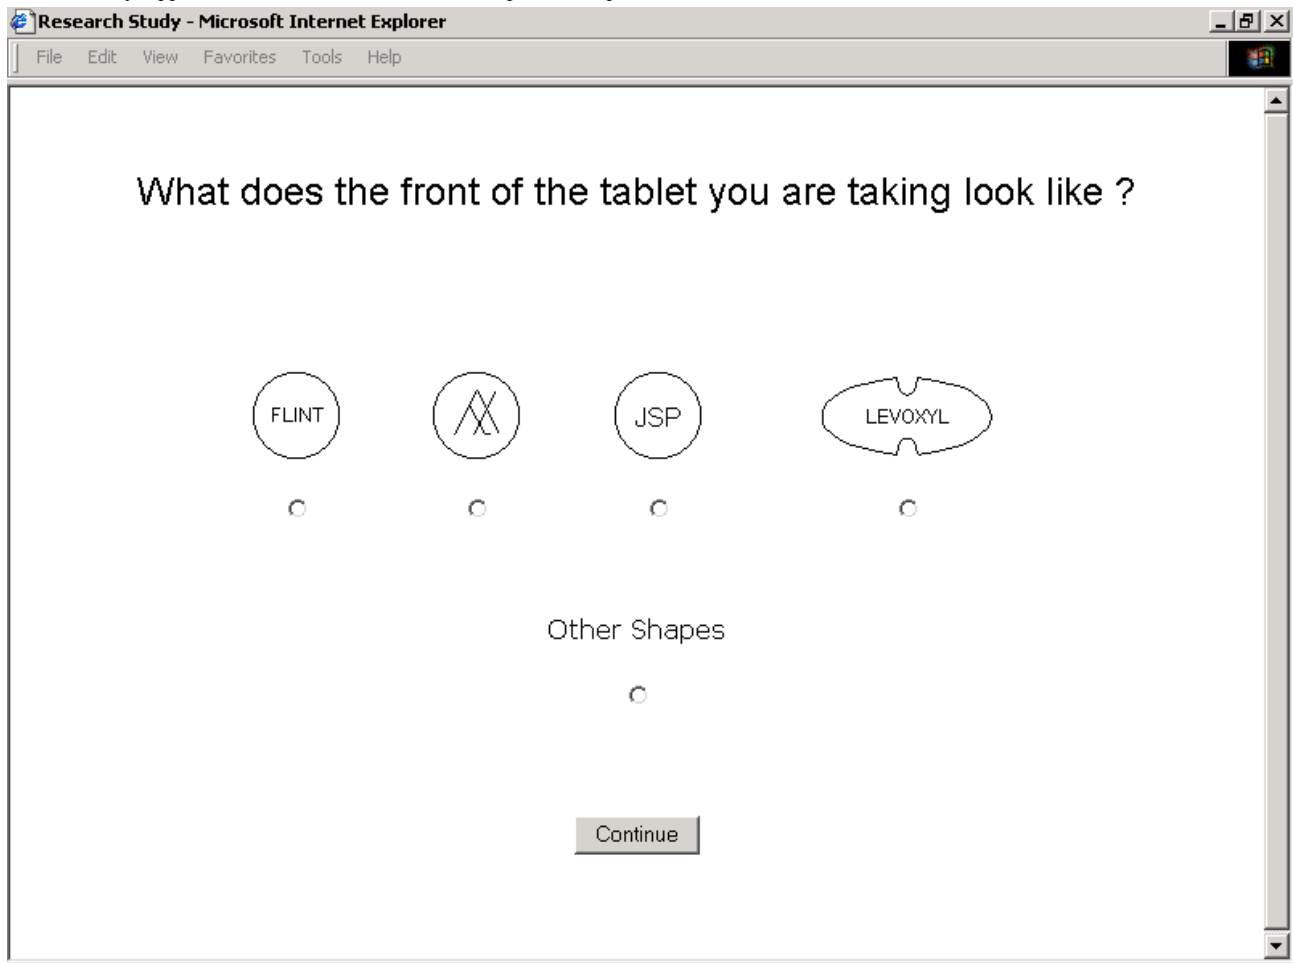 Research Study - Microsoft Internet Explorer
File Edit View Favorites Tools Help
What does the front of the tablet you are taking look like ?
FLINT JSP LEVOXYL
Other Shapes
Continue